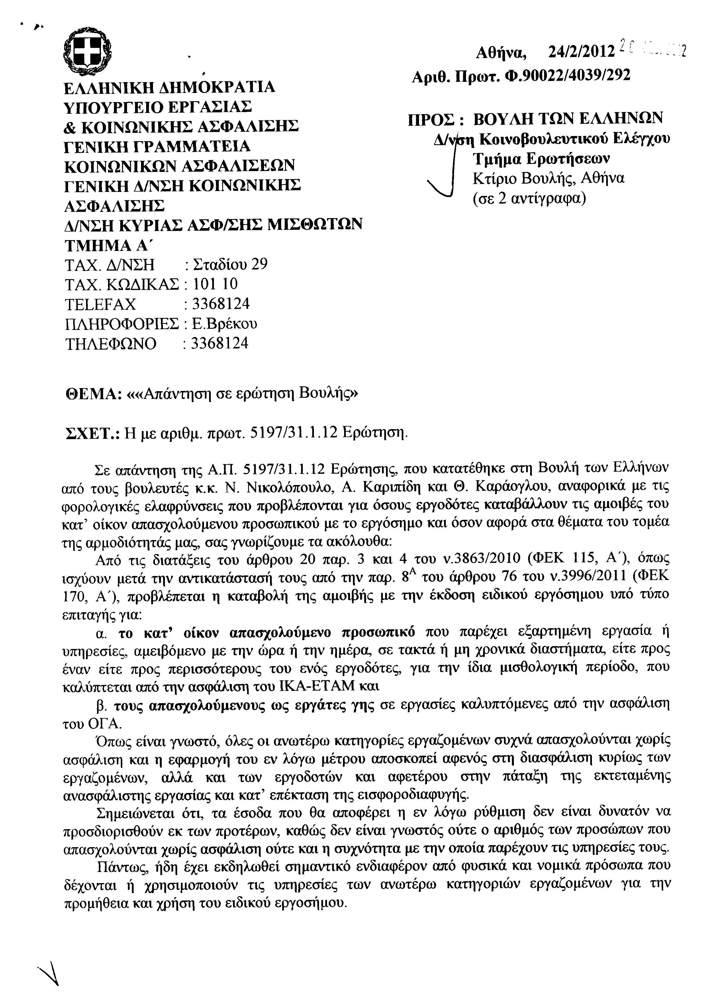 Αθήνα, 24/2/2012
Αριθ. Πρωτ. Φ.90022/4039/292
ΕΛΛΗΝΙΚΗ ΔΗΜΟΚΡΑΤΙΑ
ΥΠΟΥΡΓΕΙΟ ΕΡΓΑΣΙΑΣ
& ΚΟΙΝΩΝΙΚΗΣ ΑΣΦΑΛΙΣΗΣ
ΓΕΝΙΚΗ ΓΡΑΜΜΑΤΕΙΑ
ΚΟΙΝΩΝΙΚΩΝ ΑΣΦΑΛΙΣΕΩΝ
ΓΕΝΙΚΗ Δ/ΝΣΗ ΚΟΙΝΩΝΙΚΗΣ
ΑΣΦΑΛΙΣΗΣ
Δ/ΝΣΗ ΚΥΡΙΑΣ ΑΣΦ/ΣΗΣ ΜΙΣΘΩΤΩΝ
ΤΜΗΜΑ Α΄
ΤΑΧ. Δ/ΝΣΗ : Σταδίου 29
ΤΑΧ. ΚΩΔΙΚΑΣ : 101 10
TELEFAX : 3368124
ΠΛΗΡΟΦΟΡΙΕΣ : Ε.Βρέκου
ΤΗΛΕΦΩΝΟ : 3368124
ΠΡΟΣ : ΒΟΥΛΗ ΤΩΝ ΕΛΛΗΝΩΝ
Δ/νση Κοινοβουλευτικού Ελέγχου
Τμήμα Ερωτήσεων
Κτίριο Βουλής, Αθήνα
(σε 2 αντίγραφα)
ΘΕΜΑ: ««Απάντηση σε ερώτηση Βουλής»
ΣΧΕΤ.: Η με αριθμ. πρωτ. 5197/31.1.12 Ερώτηση.
Σε απάντηση της Α.Π. 5197/31.1.12 Ερώτησης, που κατατέθηκε στη Βουλή των Ελλήνων
από τους βουλευτές κ.κ. Ν. Νικολόπουλο, Α. Καριπίδη και Θ. Καράογλου, αναφορικά με τις
φορολογικές ελαφρύνσεις που προβλέπονται για όσους εργοδότες καταβάλλουν τις αμοιβές του
κατ’ οίκον απασχολούμενου προσωπικού με το εργόσημο και όσον αφορά στα θέματα του τομέα
της αρμοδιότητάς μας, σας γνωρίζουμε τα ακόλουθα:
Από τις διατάξεις του άρθρου 20 παρ. 3 και 4 του ν.3863/2010 (ΦΕΚ 115, Α΄), όπως
ισχύουν μετά την αντικατάστασή τους από την παρ. 8Α του άρθρου 76 του ν.3996/2011 (ΦΕΚ
170, Α΄), προβλέπεται η καταβολή της αμοιβής με την έκδοση ειδικού εργόσημου υπό τύπο
επιταγής για:
α. το κατ’ οίκον απασχολούμενο προσωπικό που παρέχει εξαρτημένη εργασία ή
υπηρεσίες, αμειβόμενο με την ώρα ή την ημέρα, σε τακτά ή μη χρονικά διαστήματα, είτε προς
έναν είτε προς περισσότερους του ενός εργοδότες, για την ίδια μισθολογική περίοδο, που
καλύπτεται από την ασφάλιση του ΙΚΑ-ΕΤΑΜ και
β. τους απασχολούμενους ως εργάτες γης σε εργασίες καλυπτόμενες από την ασφάλιση
του ΟΓΑ.
Όπως είναι γνωστό, όλες οι ανωτέρω κατηγορίες εργαζομένων συχνά απασχολούνται χωρίς
ασφάλιση και η εφαρμογή του εν λόγω μέτρου αποσκοπεί αφενός στη διασφάλιση κυρίως των
εργαζομένων, αλλά και των εργοδοτών και αφετέρου στην πάταξη της εκτεταμένης
ανασφάλιστης εργασίας και κατ’ επέκταση της εισφοροδιαφυγής.
Σημειώνεται ότι, τα έσοδα που θα αποφέρει η εν λόγω ρύθμιση δεν είναι δυνατόν να
προσδιορισθούν εκ των προτέρων, καθώς δεν είναι γνωστός ούτε ο αριθμός των προσώπων που
απασχολούνται χωρίς ασφάλιση ούτε και η συχνότητα με την οποία παρέχουν τις υπηρεσίες τους.
Πάντως, ήδη έχει εκδηλωθεί σημαντικό ενδιαφέρον από φυσικά και νομικά πρόσωπα που
δέχονται ή χρησιμοποιούν τις υπηρεσίες των ανωτέρω κατηγοριών εργαζομένων για την
προμήθεια και χρήση του ειδικού εργοσήμου.